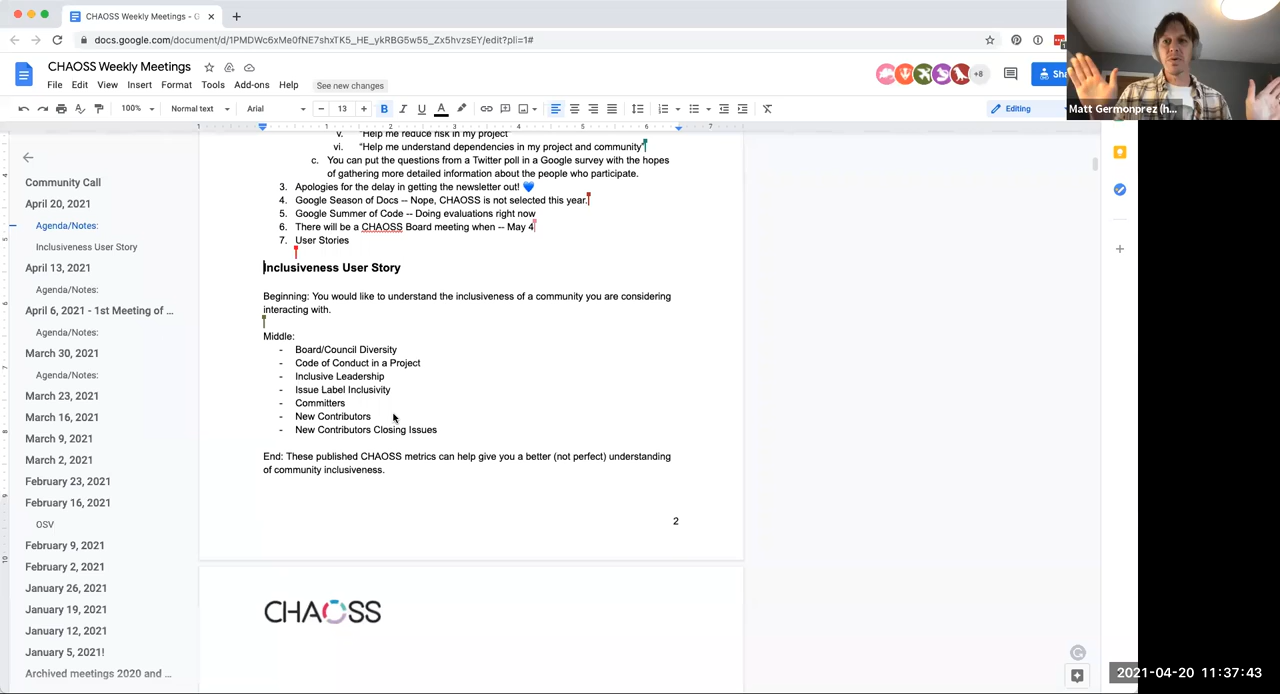 CHAOSS Weekly Meetings - G
docs.google.com/document/d/1PMDWc6xMe0fNE7shxTK5_HE_ykRBG5w55_Zx5hvzsEY/edit?pli=1#
CHAOSS Weekly Meetings
+8
Sha
File Edit View Insert Format Tools Add-ons Help See new changes
100% Normal text Arial 13 B I U A Editing
Matt Germonprez (h...
v. "Help me reduce risk in my project"
vi. "Help me understand dependencies in my project and community"
c. You can put the questions from a Twitter poll in a Google survey with the hopes
of gathering more detailed information about the people who participate.
3. Apologies for the delay in getting the newsletter out! 💙
4. Google Season of Docs -- Nope, CHAOSS is not selected this year.
5. Google Summer of Code -- Doing evaluations right now
6. There will be a CHAOSS Board meeting when -- May 4
7. User Stories
Inclusiveness User Story
Beginning: You would like to understand the inclusiveness of a community you are considering
interacting with.
Middle:
- Board/Council Diversity
- Code of Conduct in a Project
- Inclusive Leadership
- Issue Label Inclusivity
- Committers
- New Contributors
- New Contributors Closing Issues
End: These published CHAOSS metrics can help give you a better (not perfect) understanding
of community inclusiveness.
2
CHAOSS
Community Call
April 20, 2021
Agenda/Notes:
Inclusiveness User Story
April 13, 2021
Agenda/Notes:
April 6, 2021 - 1st Meeting of ...
Agenda/Notes:
March 30, 2021
Agenda/Notes:
March 23, 2021
March 16, 2021
March 9, 2021
March 2, 2021
February 23, 2021
February 16, 2021
OSV
February 9, 2021
February 2, 2021
January 26, 2021
January 19, 2021
January 12, 2021
January 5, 2021!
Archived meetings 2020 and ...
2021-04-20 11:37:43